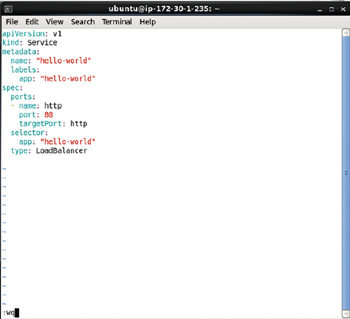 ubuntu@ip-172-30-1-235: ~
File Edit View Search Terminal Help
apiVersion: v1
kind: Service
metadata:
  name: "hello-world"
  labels:
    app: "hello-world"
spec:
  ports:
  - name: http
    port: 80
    targetPort: http
  selector:
    app: "hello-world"
  type: LoadBalancer
~
~
~
~
~
~
~
~
~
~
~
~
~
~
:wq